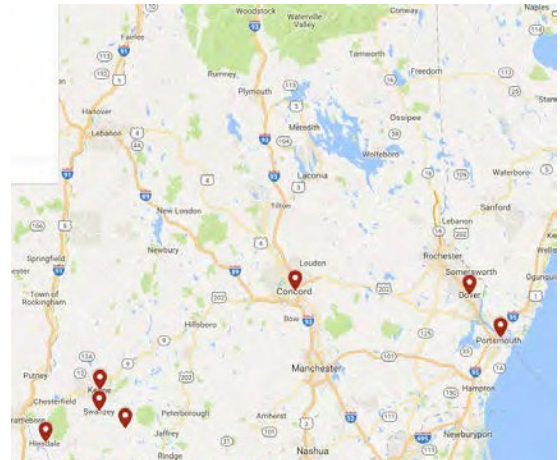 Woodstock
Waterville
Valley
Conway
Naples
Fairlee
Tamworth
Rumney
Freedom
Plymouth
Hanover
Ossipee
Meredith
Lebanon
Wolfeboro
Waterboro
Laconia
Sanford
Tilton
New London
Lebanon
Rochester
Newbury
Springfield
Loudon
Somersworth
Ogunquit
Concord
Dover
Town of
Rockingham
Bow
Hillsboro
Portsmouth
Manchester
Putney
Keene
Hampton
Chesterfield
Swanzey
Peterborough
Amherst
Newburyport
Hinsdale
Jaffrey
Rindge
Nashua